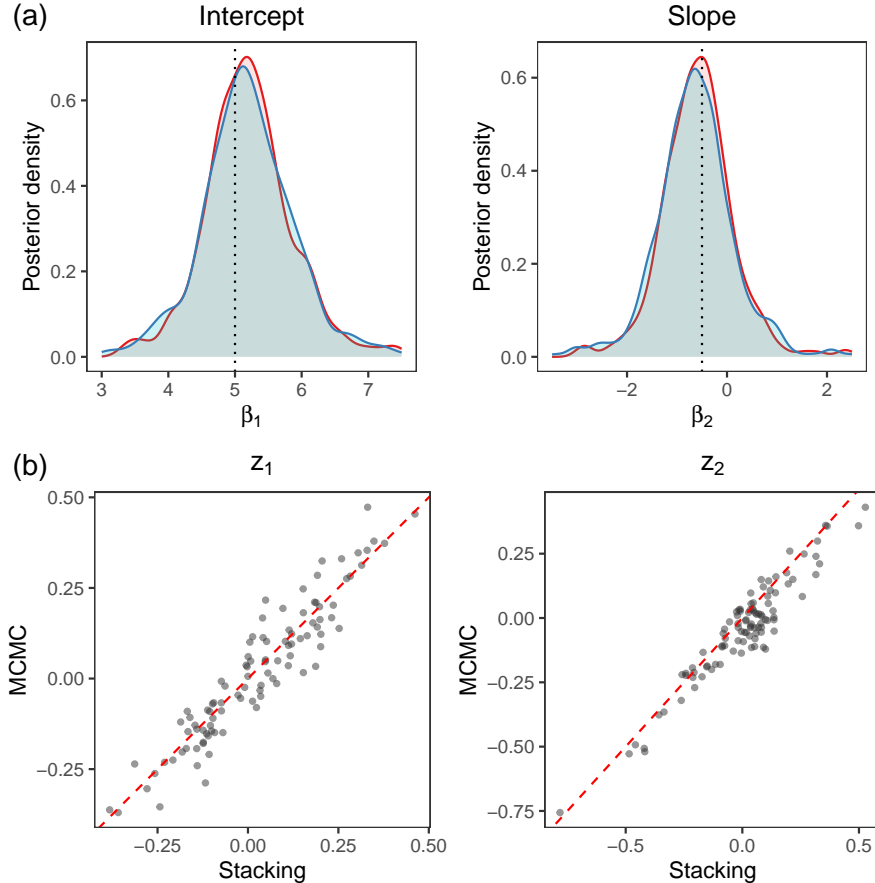 (a)
Intercept
Slope
Posterior density
0.6
0.4
0.2
0.0
3
4
5
6
7
β1
Posterior density
0.6
0.4
0.2
0.0
−2
0
2
β2
(b)
z1
z2
MCMC
0.50
0.25
0.00
−0.25
−0.25
0.00
0.25
0.50
Stacking
MCMC
0.25
0.00
−0.25
−0.50
−0.75
−0.5
0.0
0.5
Stacking